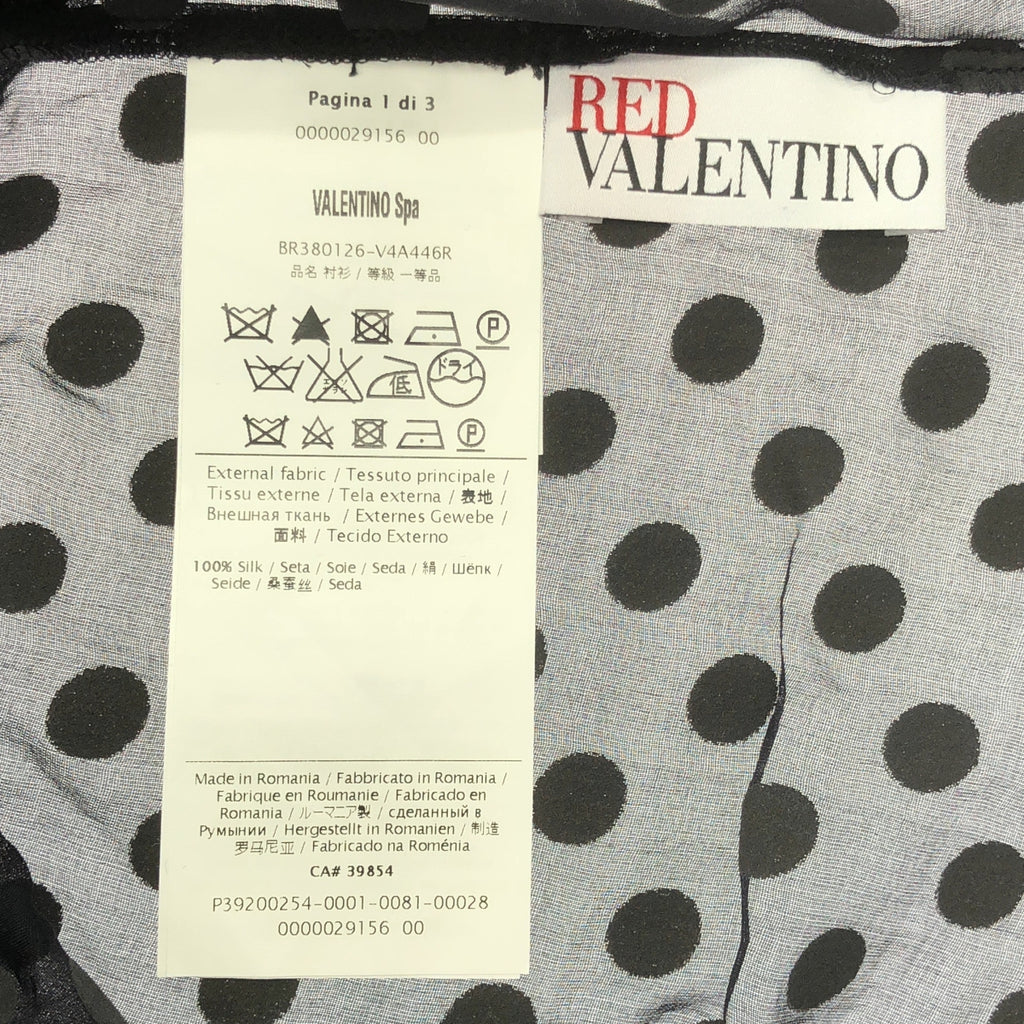 Pagina 1 di 3
0000029156 00
VALENTINO Spa
BR380126-V4A446R
品名 衬衫 / 等級 一等品
P
低 ドライ
P
External fabric / Tessuto principale /
Tissu externe / Tela externa / 表地 /
Внешная ткань / Externes Gewebe /
面料 / Tecido Externo
100% Silk / Seta / Soie / Seda / 絹 / Шёпк /
Seide / 桑蚕丝 / Seda
Made in Romania / Fabbricato in Romania /
Fabrique en Roumanie / Fabricado en
Romania / ルーマニア製 / сделанный в
Румынии / Hergestellt in Romanien / 制造
罗马尼亚 / Fabricado na Roménia
CA# 39854
P39200254-0001-0081-00028
0000029156 00
RED
VALENTINO